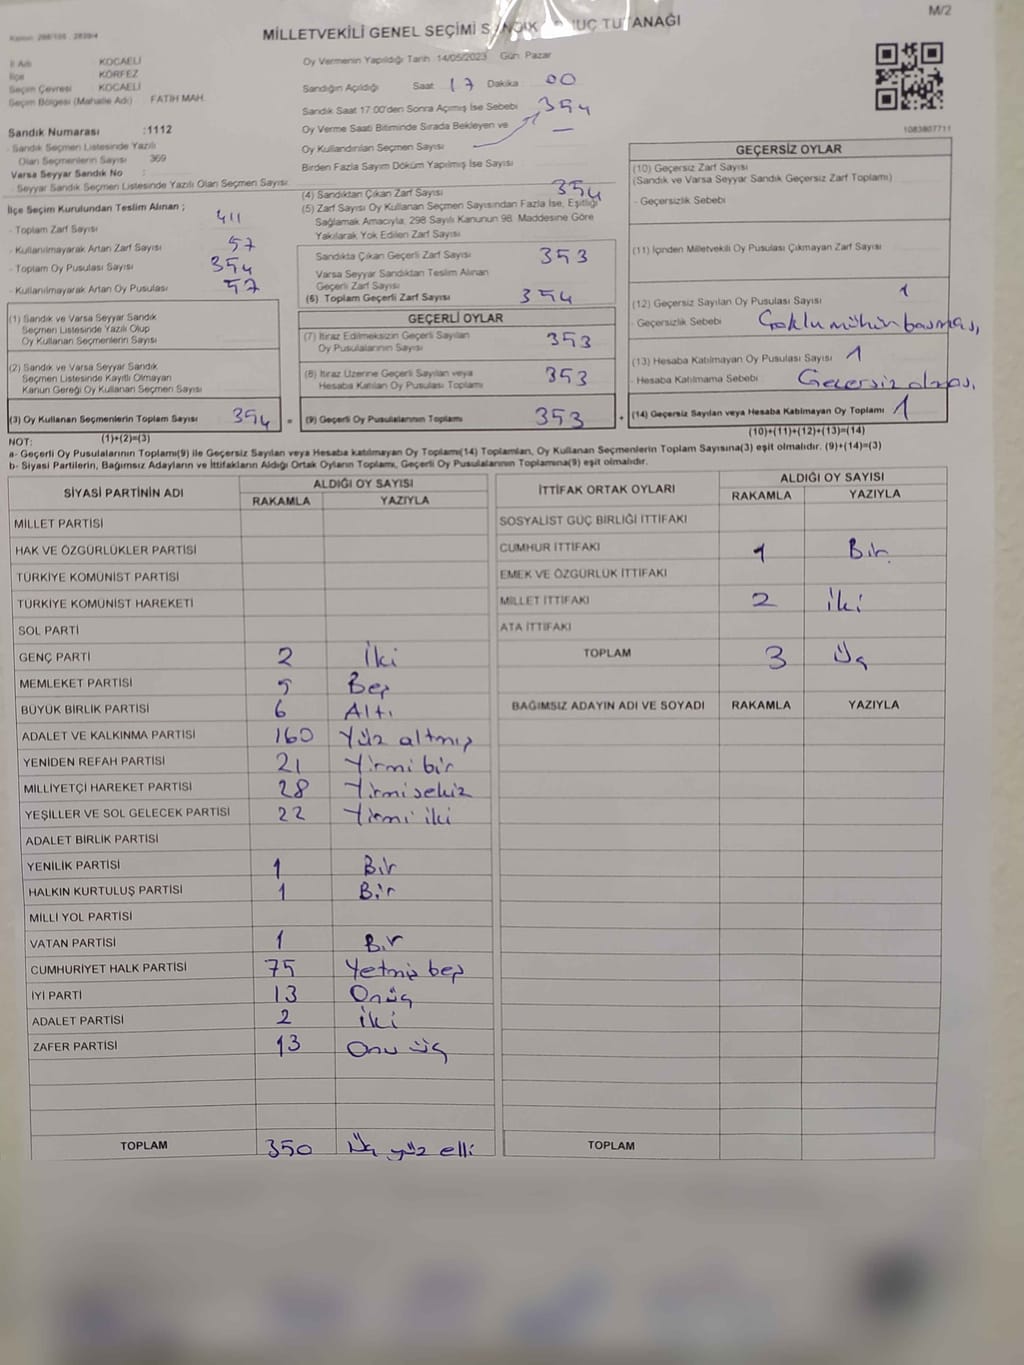 MİLLETVEKİLİ GENEL SEÇİMİ SANDIK SONUÇ TUTANAĞI
M/2
İl Adı KOCAELİ
İlçe KÖRFEZ
Seçim Çevresi KOCAELİ
Seçim Bölgesi (Mahalle Adı) FATİH MAH.
Sandık Numarası :1112
- Sandık Seçmen Listesinde Yazılı
Olan Seçmenlerin Sayısı 369
Varsa Seyyar Sandık No :
- Seyyar Sandık Seçmen Listesinde Yazılı Olan Seçmen Sayısı:
İlçe Seçim Kurulundan Teslim Alınan ;
- Toplam Zarf Sayısı 411
- Kullanılmayarak Artan Zarf Sayısı 57
- Toplam Oy Pusulası Sayısı 354
- Kullanılmayarak Artan Oy Pusulası 57
Oy Vermenin Yapıldığı Tarih 14/05/2023 Gün: Pazar
Sandığın Açıldığı Saat 17 Dakika 00
Sandık Saat 17:00'den Sonra Açımış İse Sebebi 354
Oy Verme Saati Bitiminde Sırada Bekleyen ve
Oy Kullandırılan Seçmen Sayısı —
Birden Fazla Sayım Döküm Yapılmış İse Sayısı
(4) Sandıktan Çıkan Zarf Sayısı 354
(5) Zarf Sayısı Oy Kullanan Seçmen Sayısından Fazla İse, Eşitliği
Sağlamak Amacıyla, 298 Sayılı Kanunun 98. Maddesine Göre
Yakılarak Yok Edilen Zarf Sayısı
Sandıkta Çıkan Geçerli Zarf Sayısı 353
Varsa Seyyar Sandıktan Teslim Alınan
Geçerli Zarf Sayısı
(6) Toplam Geçerli Zarf Sayısı 354
1083807711
GEÇERSİZ OYLAR
(10) Geçersiz Zarf Sayısı
(Sandık ve Varsa Seyyar Sandık Geçersiz Zarf Toplamı)
- Geçersizlik Sebebi
(11) İçinden Milletvekili Oy Pusulası Çıkmayan Zarf Sayısı
(12) Geçersiz Sayılan Oy Pusulası Sayısı 1
- Geçersizlik Sebebi Çoklu mühür basması,
(13) Hesaba Katılmayan Oy Pusulası Sayısı 1
- Hesaba Katılmama Sebebi Geçersiz olması,
(14) Geçersiz Sayılan veya Hesaba Katılmayan Oy Toplamı 1
(10)+(11)+(12)+(13)=(14)
(1) Sandık ve Varsa Seyyar Sandık
Seçmen Listesinde Yazılı Olup
Oy Kullanan Seçmenlerin Sayısı
(2) Sandık ve Varsa Seyyar Sandık
Seçmen Listesinde Kayıtlı Olmayan
Kanun Gereği Oy Kullanan Seçmen Sayısı
(3) Oy Kullanan Seçmenlerin Toplam Sayısı 354 =
(1)+(2)=(3)
GEÇERLİ OYLAR
(7) İtiraz Edilmeksizin Geçerli Sayılan
Oy Pusulalarının Sayısı 353
(8) İtiraz Üzerine Geçerli Sayılan veya
Hesaba Katılan Oy Pusulası Toplamı 353
(9) Geçerli Oy Pusulalarının Toplamı 353 +
NOT:
a- Geçerli Oy Pusulalarının Toplamı(9) ile Geçersiz Sayılan veya Hesaba katılmayan Oy Toplamı(14) Toplamları, Oy Kullanan Seçmenlerin Toplam Sayısına(3) eşit olmalıdır. (9)+(14)=(3)
b- Siyasi Partilerin, Bağımsız Adayların ve İttifakların Aldığı Ortak Oyların Toplamı, Geçerli Oy Pusulalarının Toplamına(9) eşit olmalıdır.
SİYASİ PARTİNİN ADI ALDIĞI OY SAYISI
RAKAMLA YAZIYLA
MİLLET PARTİSİ
HAK VE ÖZGÜRLÜKLER PARTİSİ
TÜRKİYE KOMÜNİST PARTİSİ
TÜRKİYE KOMÜNİST HAREKETİ
SOL PARTİ
GENÇ PARTİ 2 İki
MEMLEKET PARTİSİ 5 Beş
BÜYÜK BİRLİK PARTİSİ 6 Altı
ADALET VE KALKINMA PARTİSİ 160 Yüz altmış
YENİDEN REFAH PARTİSİ 21 Yirmi bir
MİLLİYETÇİ HAREKET PARTİSİ 28 Yirmi sekiz
YEŞİLLER VE SOL GELECEK PARTİSİ 22 Yirmi iki
ADALET BİRLİK PARTİSİ
YENİLİK PARTİSİ 1 Bir
HALKIN KURTULUŞ PARTİSİ 1 Bir
MİLLİ YOL PARTİSİ
VATAN PARTİSİ 1 Bir
CUMHURİYET HALK PARTİSİ 75 Yetmiş beş
İYİ PARTİ 13 Onüç
ADALET PARTİSİ 2 İki
ZAFER PARTİSİ 13 Onu üç
TOPLAM 350 Üç yüz elli
İTTİFAK ORTAK OYLARI ALDIĞI OY SAYISI
RAKAMLA YAZIYLA
SOSYALİST GÜÇ BİRLİĞİ İTTİFAKI
CUMHUR İTTİFAKI 1 Bir
EMEK VE ÖZGÜRLÜK İTTİFAKI
MİLLET İTTİFAKI 2 İki
ATA İTTİFAKI
TOPLAM 3 Üç
BAĞIMSIZ ADAYIN ADI VE SOYADI RAKAMLA YAZIYLA
TOPLAM